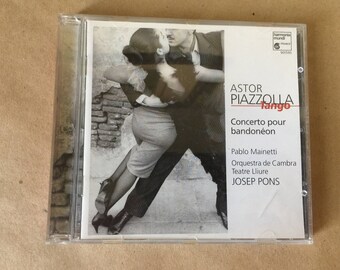 harmonia
mundi
ASTOR
PIAZZOLLA
Tango
Concerto pour
bandonéon
Pablo Mainetti
Orquestra de Cambra
Teatre Lliure
JOSEP PONS